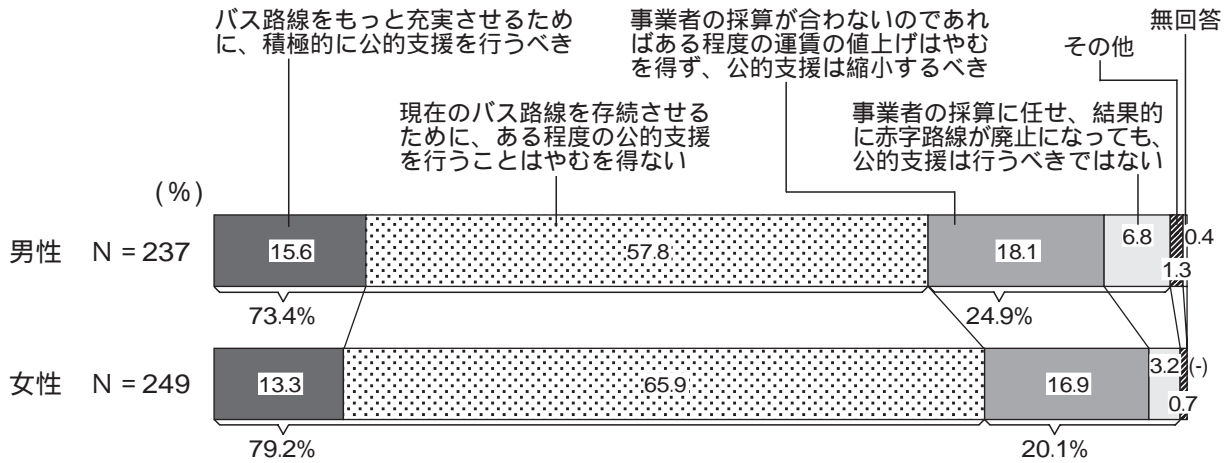 バス路線をもっと充実させるため
に、積極的に公的支援を行うべき
事業者の採算が合わないのであれ
ばある程度の運賃の値上げはやむ
を得ず、公的支援は縮小するべき
その他
無回答
現在のバス路線を存続させる
ために、ある程度の公的支援
を行うことはやむを得ない
事業者の採算に任せ、結果的
に赤字路線が廃止になっても、
公的支援は行うべきではない
(%)
男性 N = 237 15.6 57.8 18.1 6.8 1.3 0.4
73.4% 24.9%
女性 N = 249 13.3 65.9 16.9 3.2 0.7 (-)
79.2% 20.1%